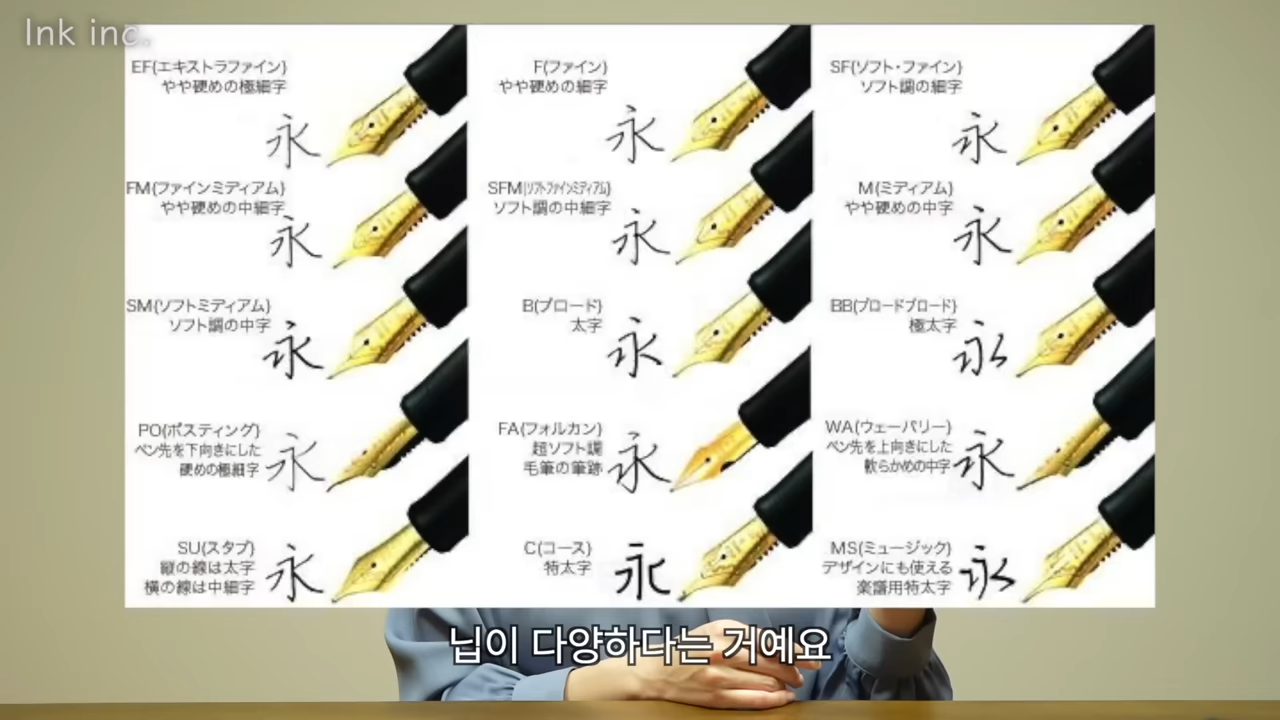 Ink inc.
EF(エキストラファイン)
やや硬めの極細字
永
F(ファイン)
やや硬めの細字
永
SF(ソフト・ファイン)
ソフト調の細字
永
FM(ファインミディアム)
やや硬めの中細字
永
SFM(ソフトファインミディアム)
ソフト調の中細字
永
M(ミディアム)
やや硬めの中字
永
SM(ソフトミディアム)
ソフト調の中字
永
B(ブロード)
太字
永
BB(ブロードブロード)
極太字
永
PO(ポスティング)
ペン先を下向きにした
硬めの極細字
永
FA(フォルカン)
超ソフト調
毛筆の筆跡
永
WA(ウェーバリー)
ペン先を上向きにした
軟らかめの中字
永
SU(スタブ)
縦の線は太字
横の線は中細字
永
C(コース)
特太字
永
MS(ミュージック)
デザインにも使える
楽譜用特太字
永
닙이 다양하다는 거예요